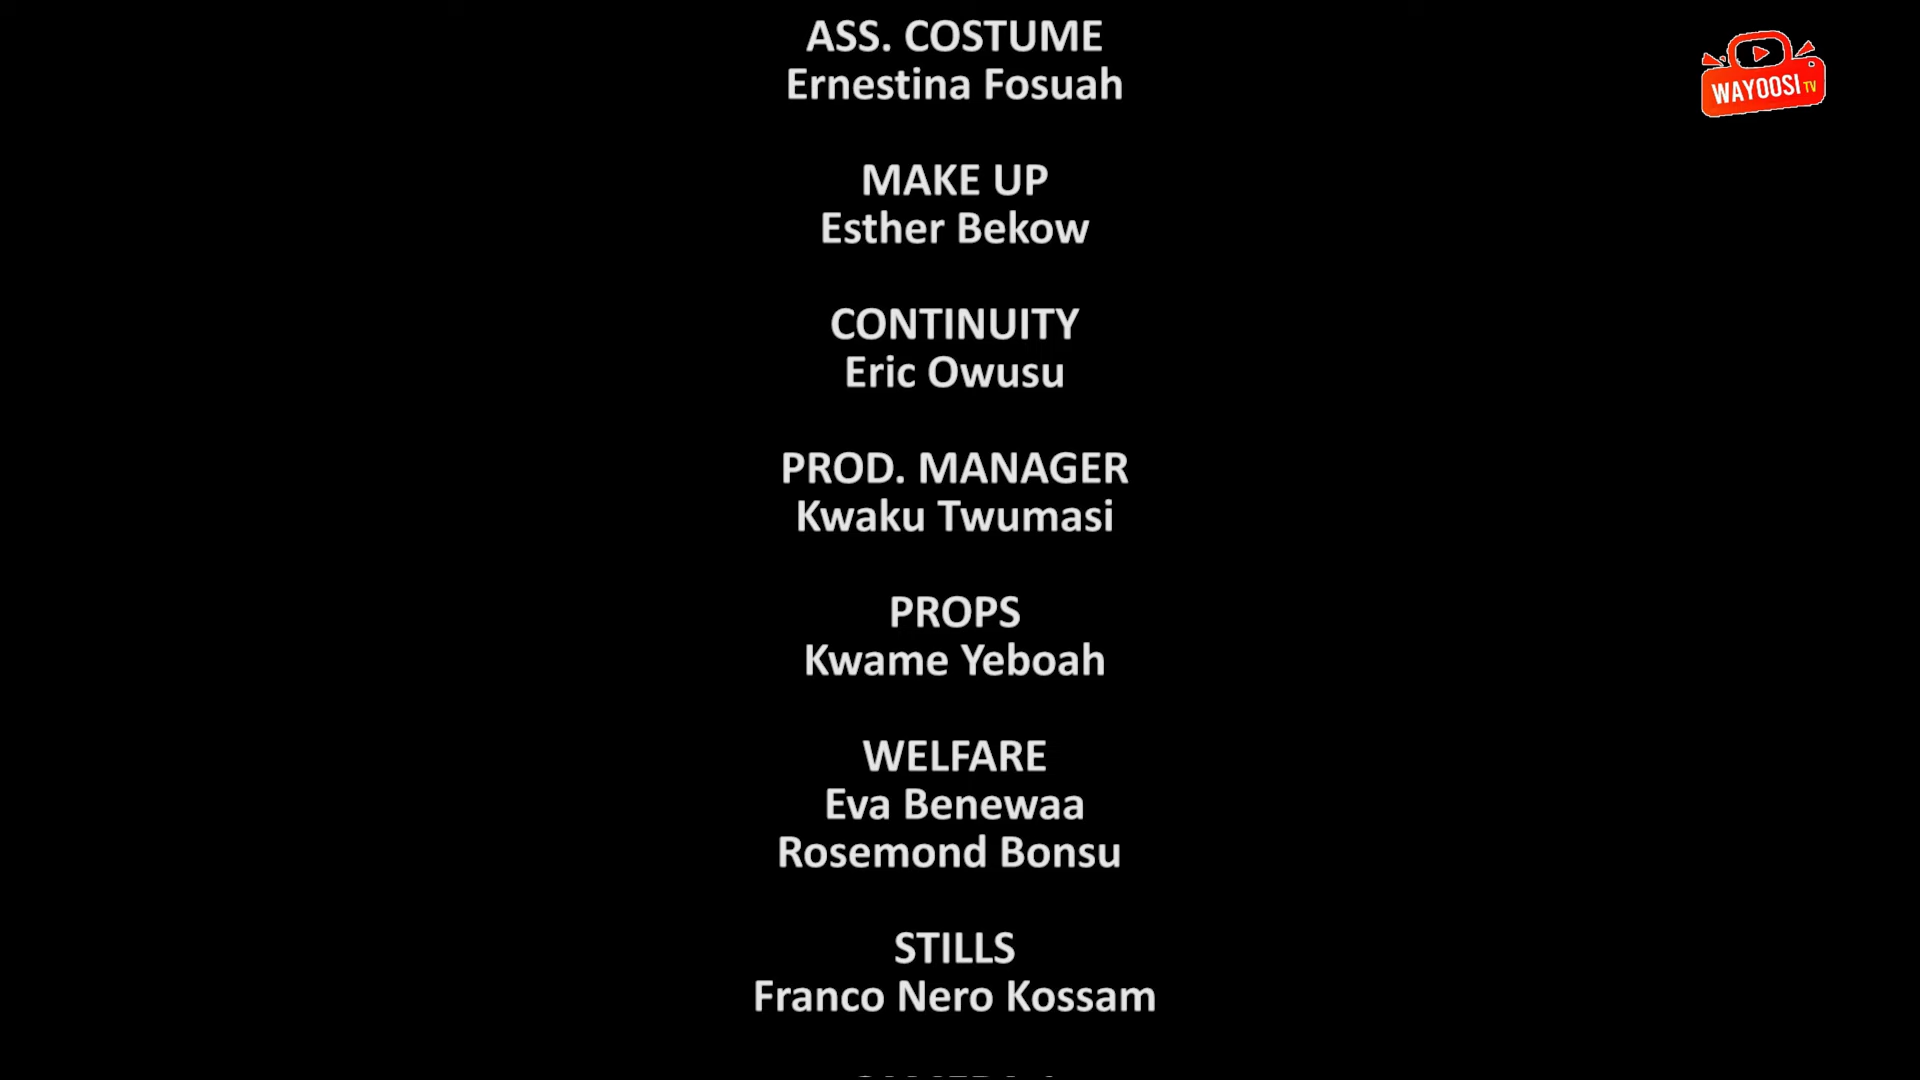 ASS. COSTUME
Ernestina Fosuah
WAYOOSI TV
MAKE UP
Esther Bekow
CONTINUITY
Eric Owusu
PROD. MANAGER
Kwaku Twumasi
PROPS
Kwame Yeboah
WELFARE
Eva Benewaa
Rosemond Bonsu
STILLS
Franco Nero Kossam